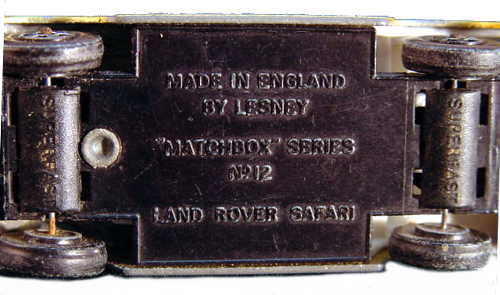 MADE IN ENGLAND
BY LESNEY
"MATCHBOX" SERIES
No 12
LAND ROVER SAFARI
SUPERFAST
SUPERFAST